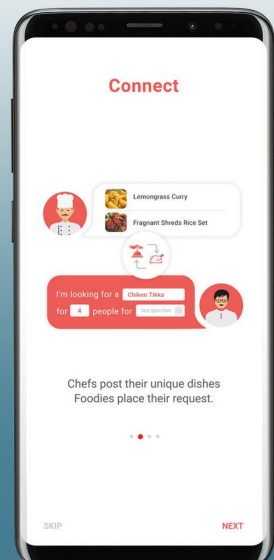 Connect
Lemongrass Curry
Fragnant Shreds Rice Set
I'm looking for a Chiken Tikka
for 4 people for Not Specified
Chefs post their unique dishes
Foodies place their request.
SKIP NEXT